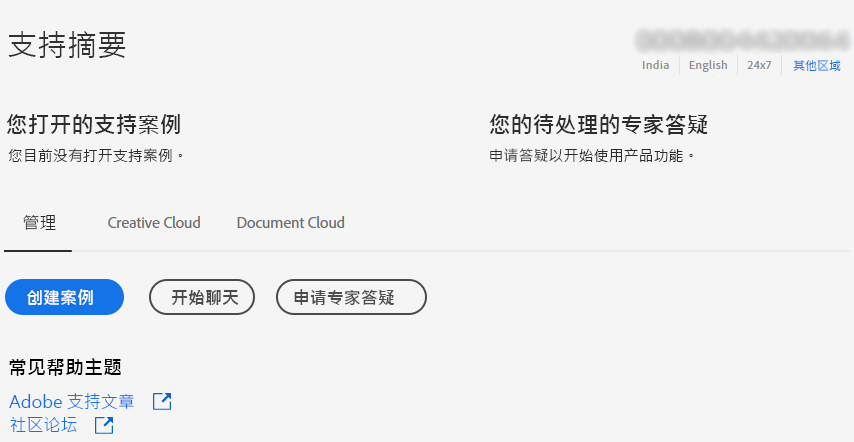 支持摘要
India English 24x7 其他区域
您打开的支持案例
您目前没有打开支持案例。
您的待处理的专家答疑
申请答疑以开始使用产品功能。
管理 Creative Cloud Document Cloud
创建案例 开始聊天 申请专家答疑
常见帮助主题
Adobe 支持文章
社区论坛